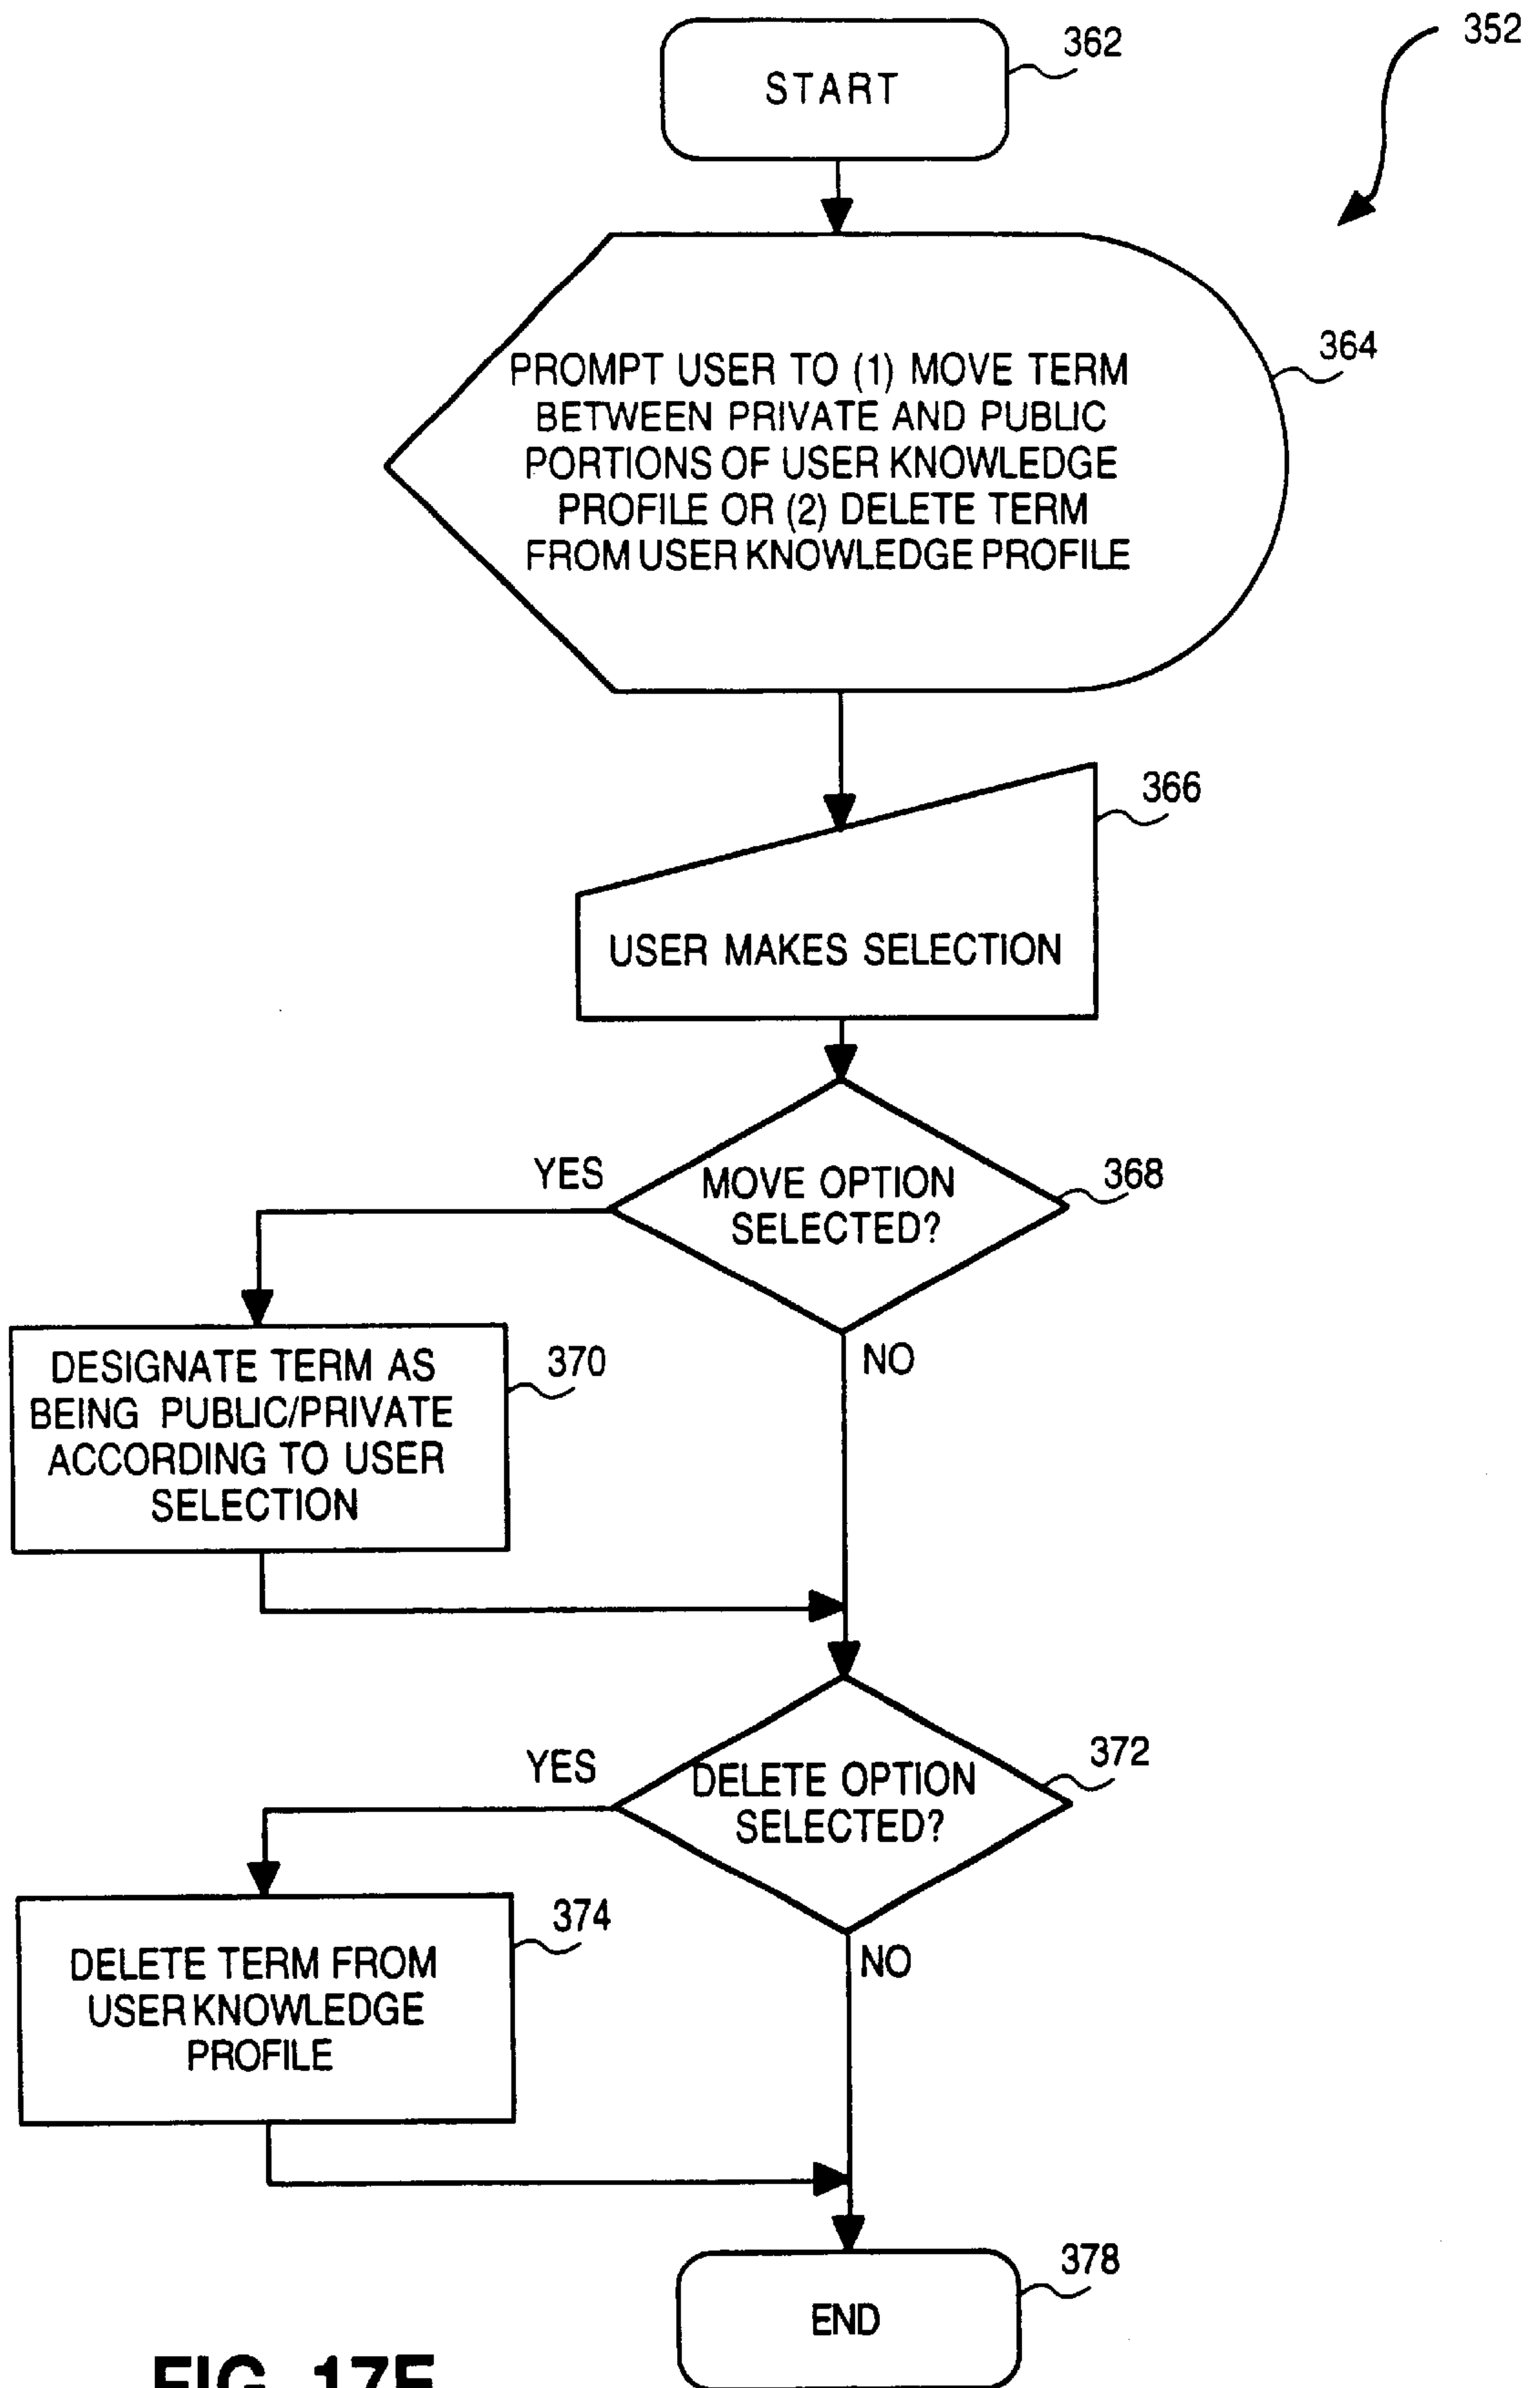 352
362
START
364
PROMPT USER TO (1) MOVE TERM
BETWEEN PRIVATE AND PUBLIC
PORTIONS OF USER KNOWLEDGE
PROFILE OR (2) DELETE TERM
FROM USER KNOWLEDGE PROFILE
366
USER MAKES SELECTION
368
YES
MOVE OPTION
SELECTED?
NO
370
DESIGNATE TERM AS
BEING PUBLIC/PRIVATE
ACCORDING TO USER
SELECTION
372
YES
DELETE OPTION
SELECTED?
NO
374
DELETE TERM FROM
USER KNOWLEDGE
PROFILE
378
END